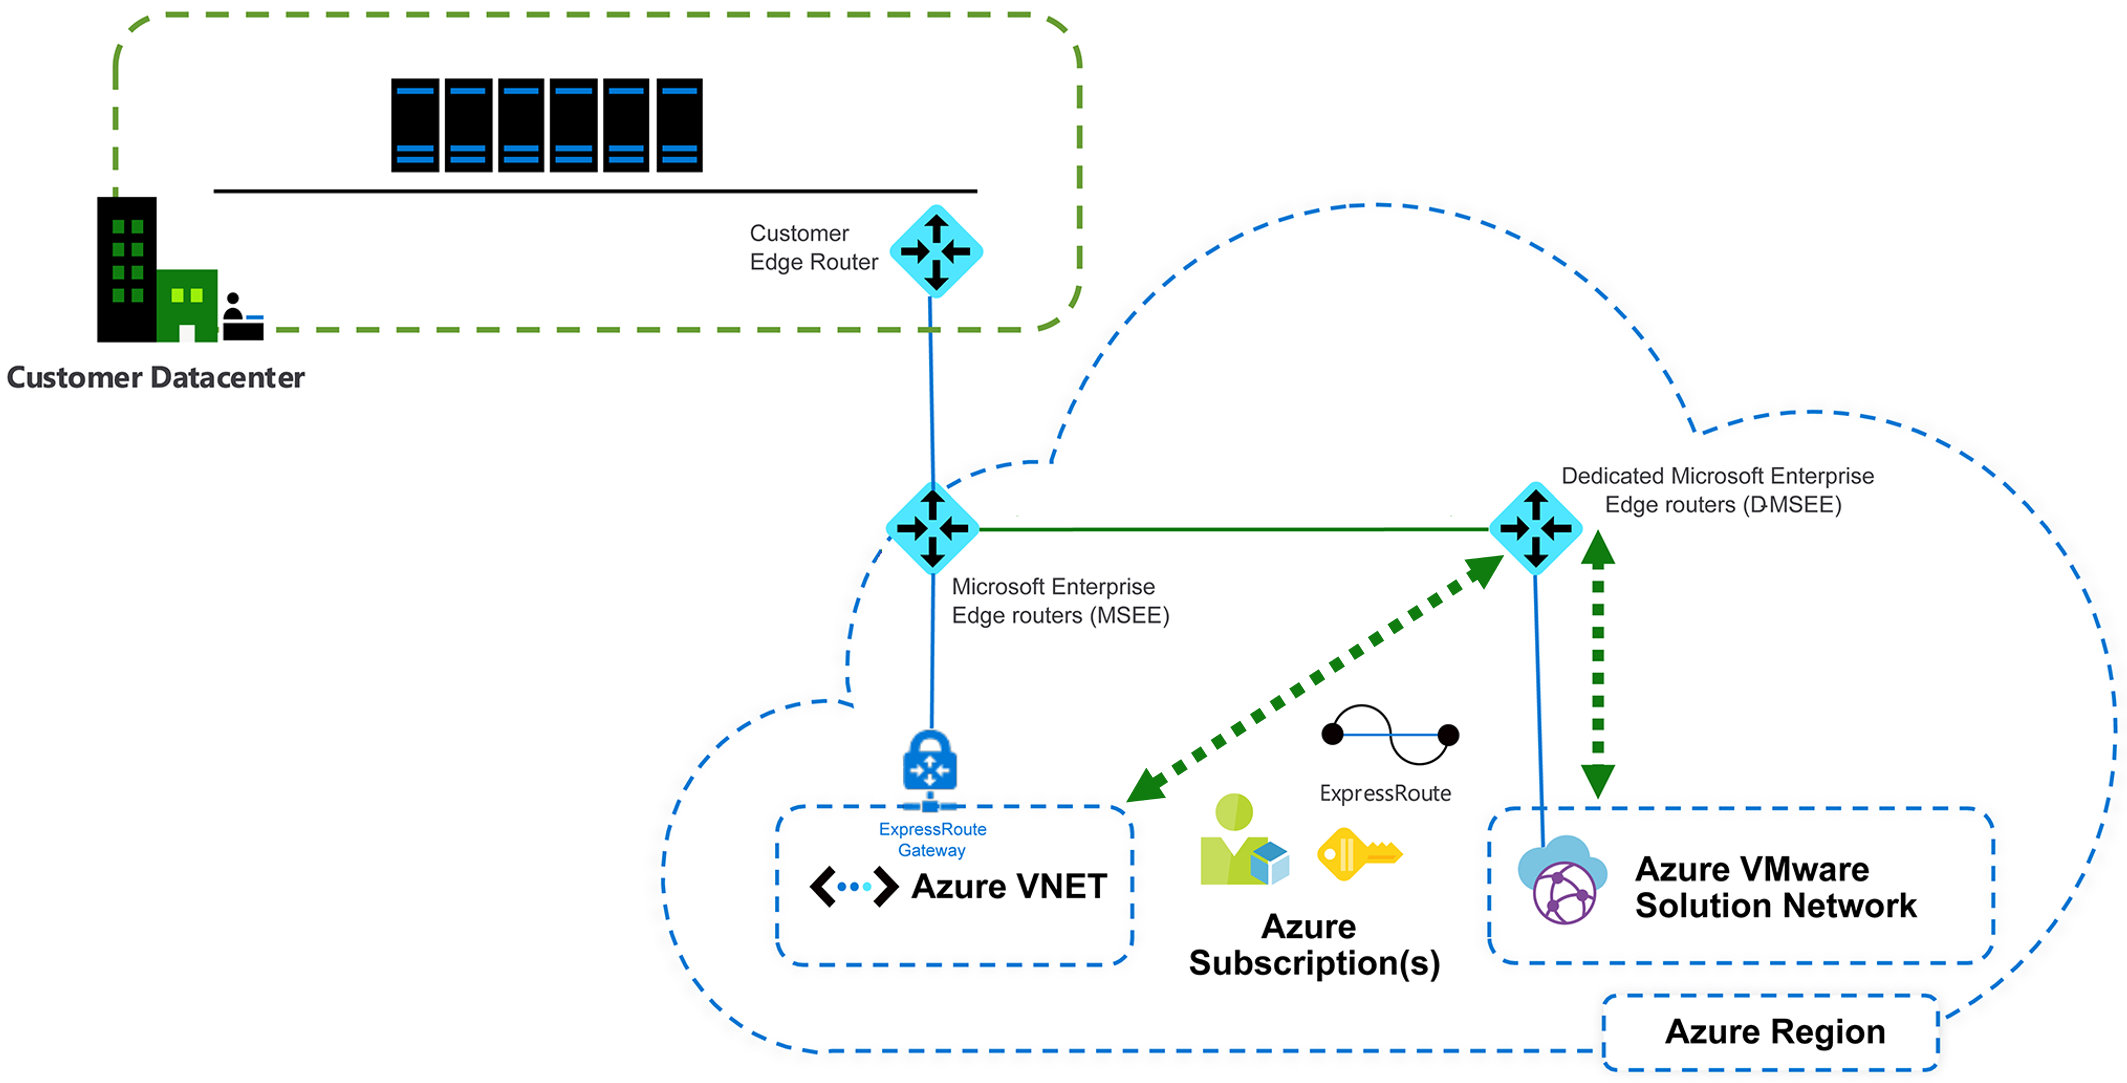 Customer
Edge Router
Customer Datacenter
Dedicated Microsoft Enterprise
Edge routers (D-MSEE)
Microsoft Enterprise
Edge routers (MSEE)
ExpressRoute
ExpressRoute
Gateway
Azure VNET
Azure
Subscription(s)
Azure VMware
Solution Network
Azure Region